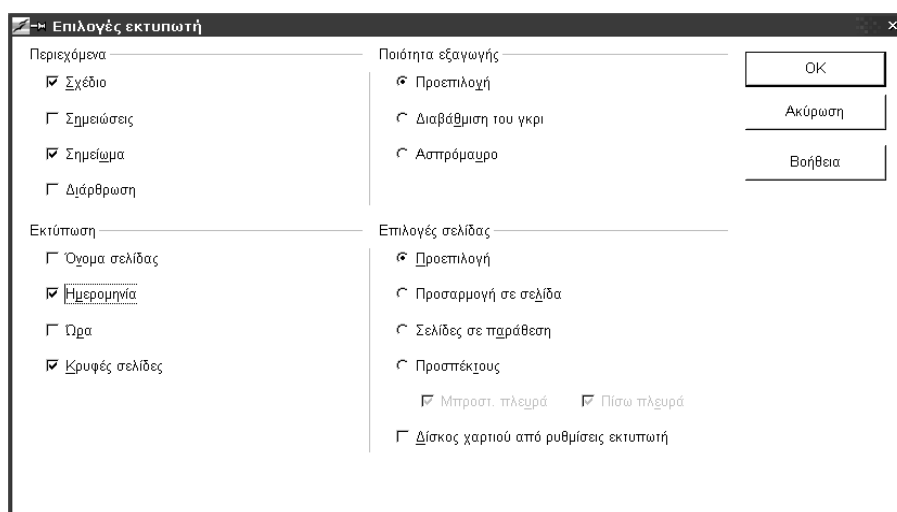 Επιλογές εκτυπωτή
Περιεχόμενα
Σχέδιο
Σημειώσεις
Σημείωμα
Διάρθρωση
Ποιότητα εξαγωγής
Προεπιλογή
Διαβάθμιση του γκρι
Ασπρόμαυρο
OK
Ακύρωση
Βοήθεια
Εκτύπωση
Όνομα σελίδας
Ημερομηνία
Ώρα
Κρυφές σελίδες
Επιλογές σελίδας
Προεπιλογή
Προσαρμογή σε σελίδα
Σελίδες σε παράθεση
Προσπέκτους
Μπροστ. πλευρά
Πίσω πλευρά
Δίσκος χαρτιού από ρυθμίσεις εκτυπωτή